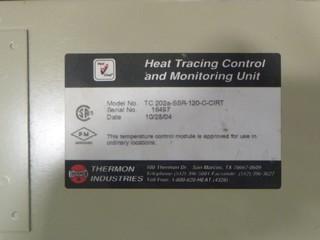 Heat Tracing Control
and Monitoring Unit
Model No. TC 202a-SSR-120-C-CIRT
Serial No. 16497
Date 10/28/04
This temperature control module is approved for use in
ordinary locations.
THERMON
INDUSTRIES
100 Thermon Dr. San Marcos, TX 78667-0609
Telephone (512) 396-5801 Facsimile (512) 396-3627
Toll Free: 1-800-820-HEAT (4328)